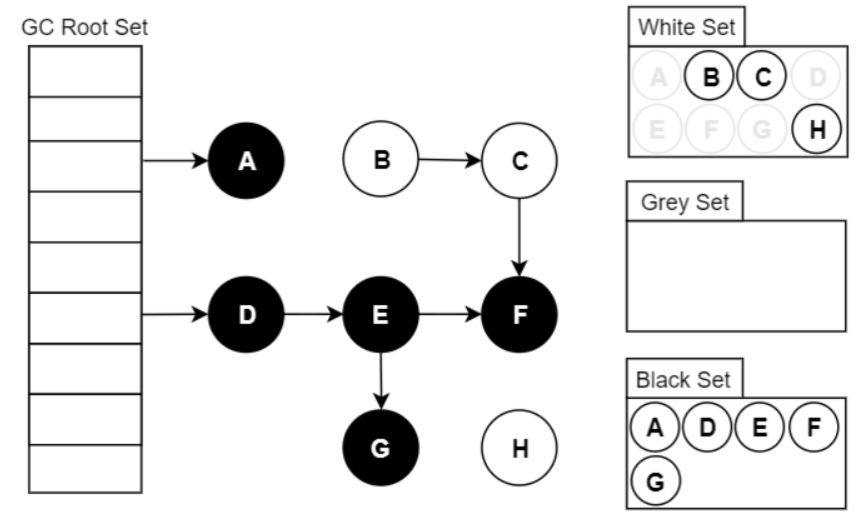 GC Root Set
A
B
C
D
E
F
G
H
White Set
A B C D
E F G H
Grey Set
Black Set
A D E F
G